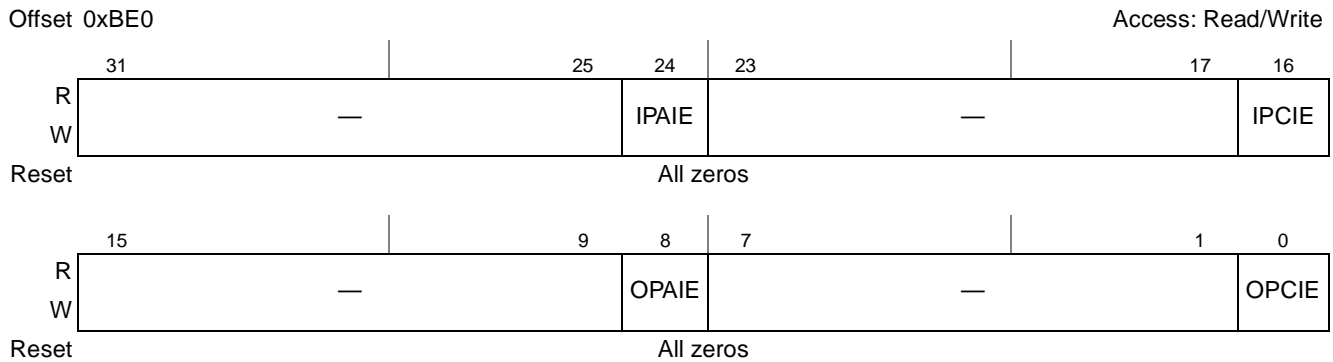 Offset 0xBE0 Access: Read/Write
31 25 24 23 17 16
R
— IPAIE — IPCIE
W
Reset All zeros
15 9 8 7 1 0
R
— OPAIE — OPCIE
W
Reset All zeros